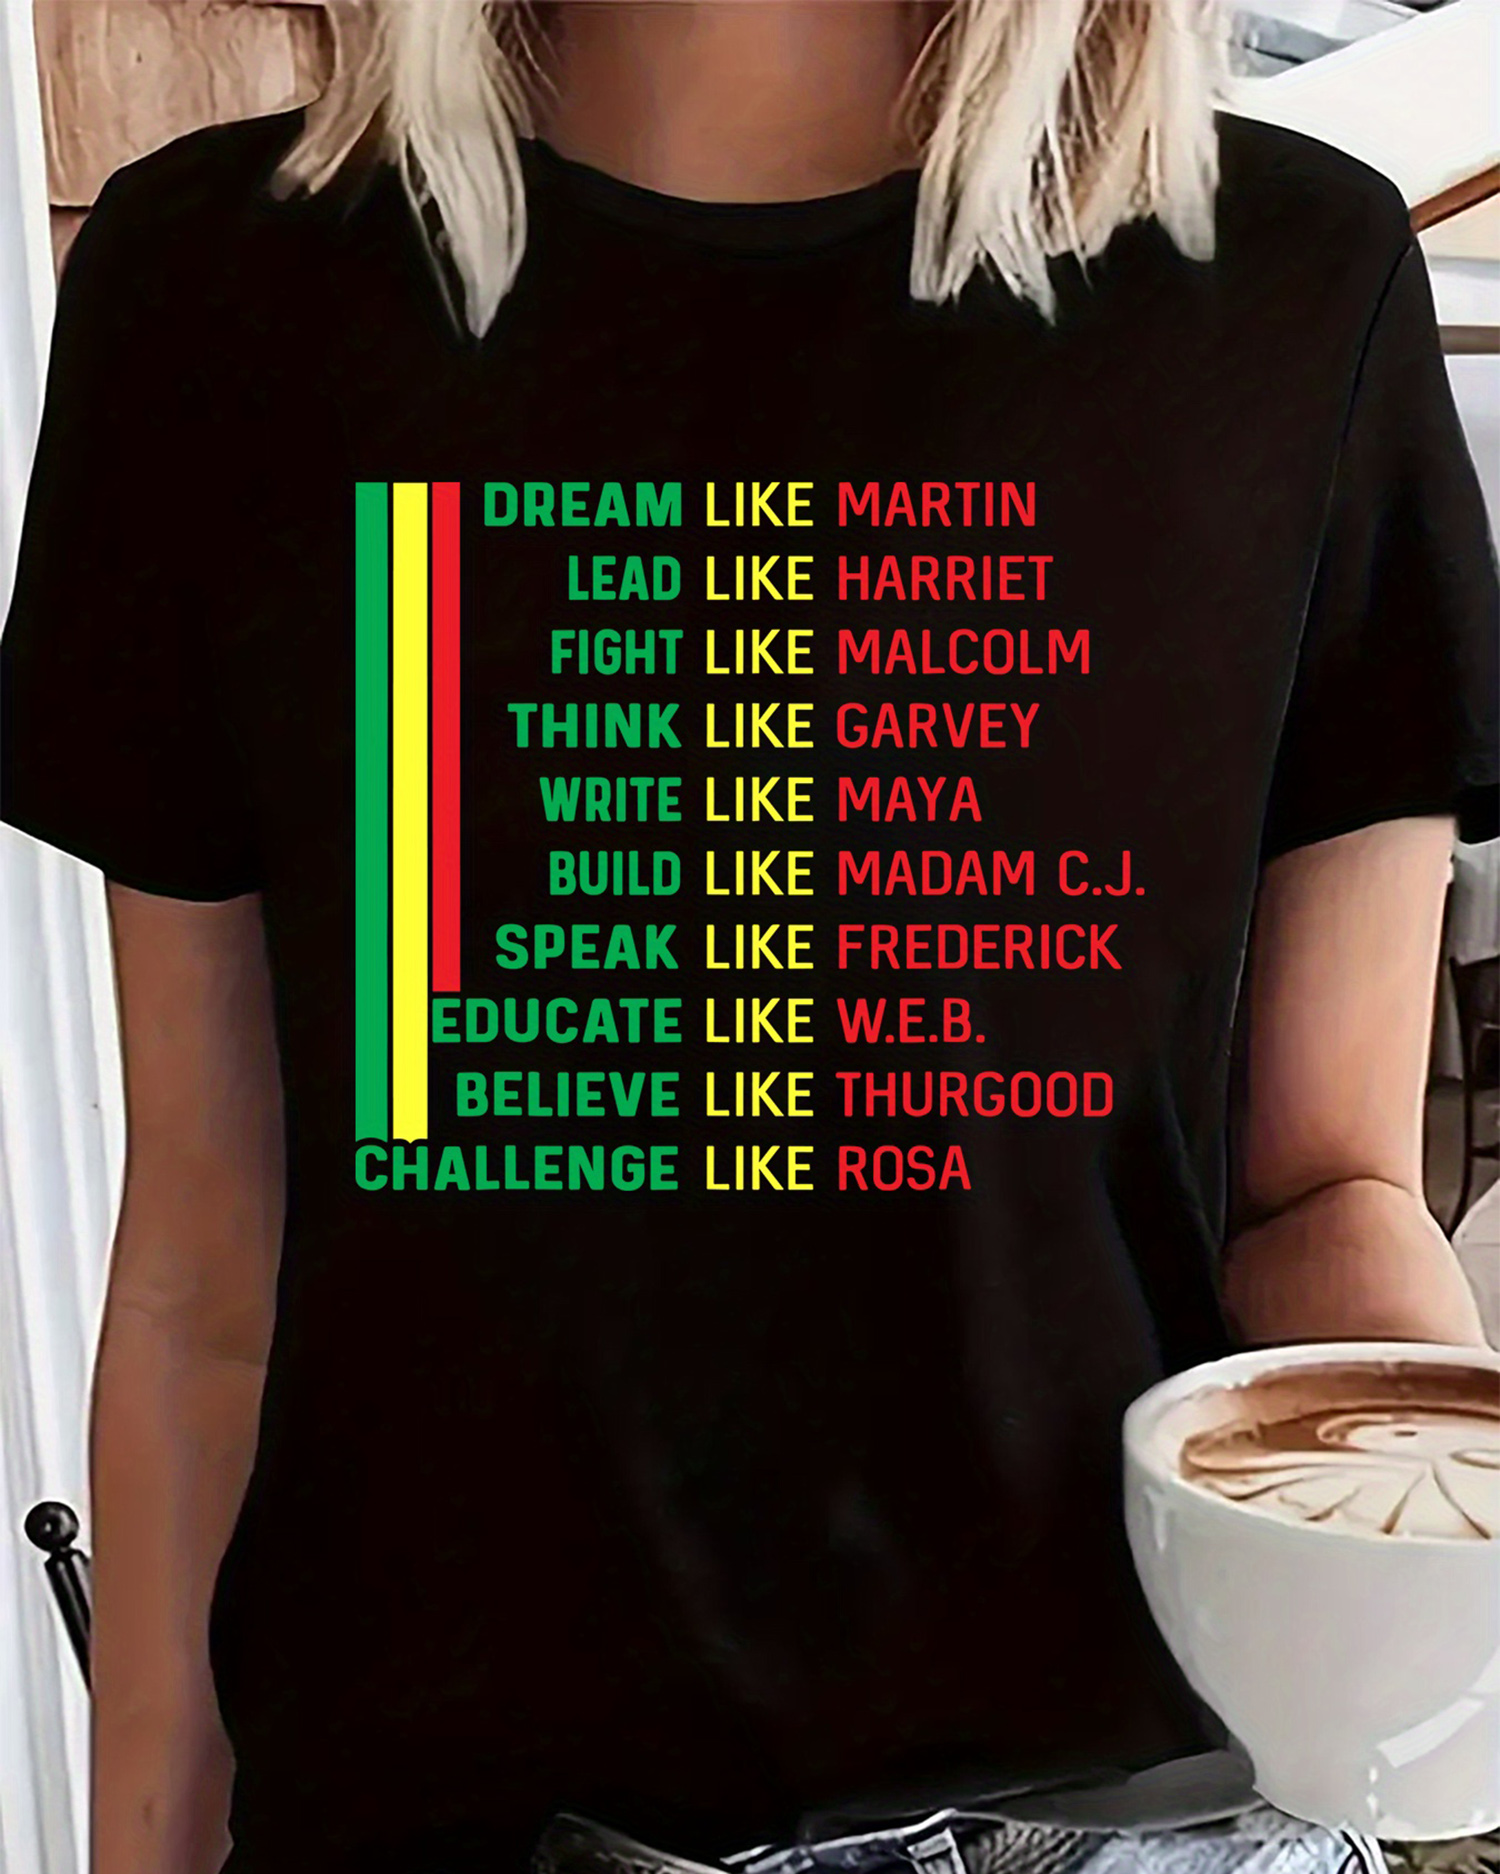 DREAM LIKE MARTIN
LEAD LIKE HARRIET
FIGHT LIKE MALCOLM
THINK LIKE GARVEY
WRITE LIKE MAYA
BUILD LIKE MADAM C.J.
SPEAK LIKE FREDERICK
EDUCATE LIKE W.E.B.
BELIEVE LIKE THURGOOD
CHALLENGE LIKE ROSA